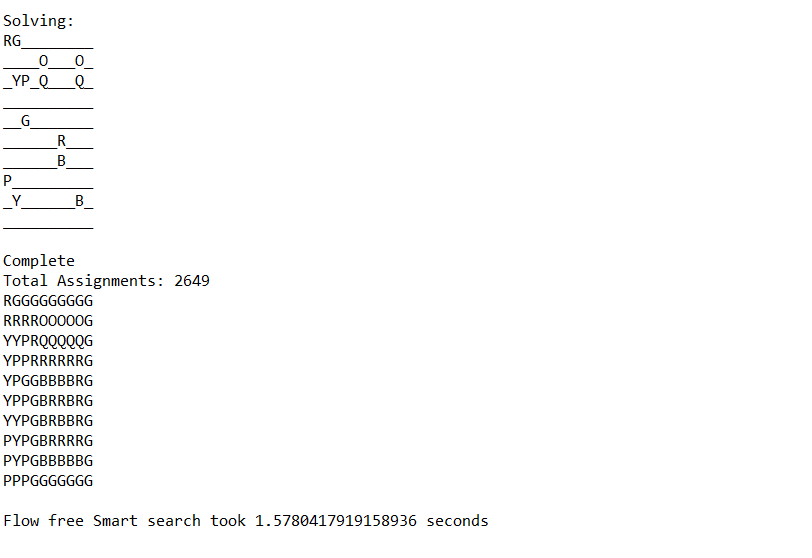 Solving:
RG________
____O___O_
_YP_Q___Q_
__________
__G_______
______R___
______B___
P_________
_Y______B_
__________
Complete
Total Assignments: 2649
RGGGGGGGGG
RRRROOOOOG
YYPRQQQQQG
YPPRRRRRRG
YPGGBBBBRG
YPPGBRRBRG
YYPGBRBBRG
PYPGBRRRRG
PYPGBBBBBG
PPPGGGGGGG
Flow free Smart search took 1.5780417919158936 seconds